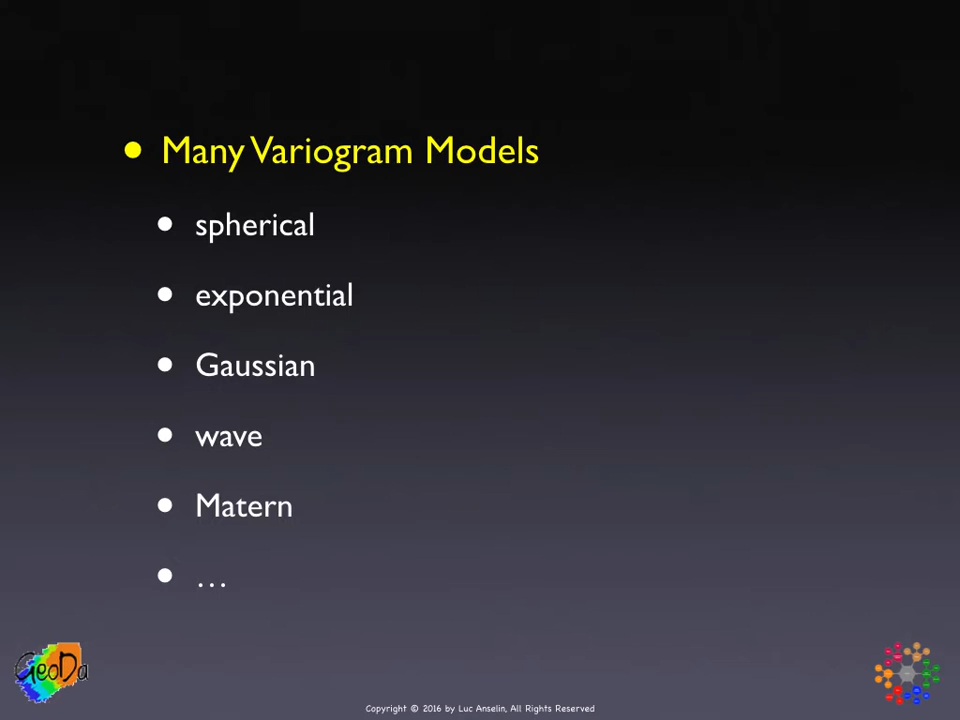 • Many Variogram Models
• spherical
• exponential
• Gaussian
• wave
• Matern
• …
GeoDa
Copyright © 2016 by Luc Anselin, All Rights Reserved